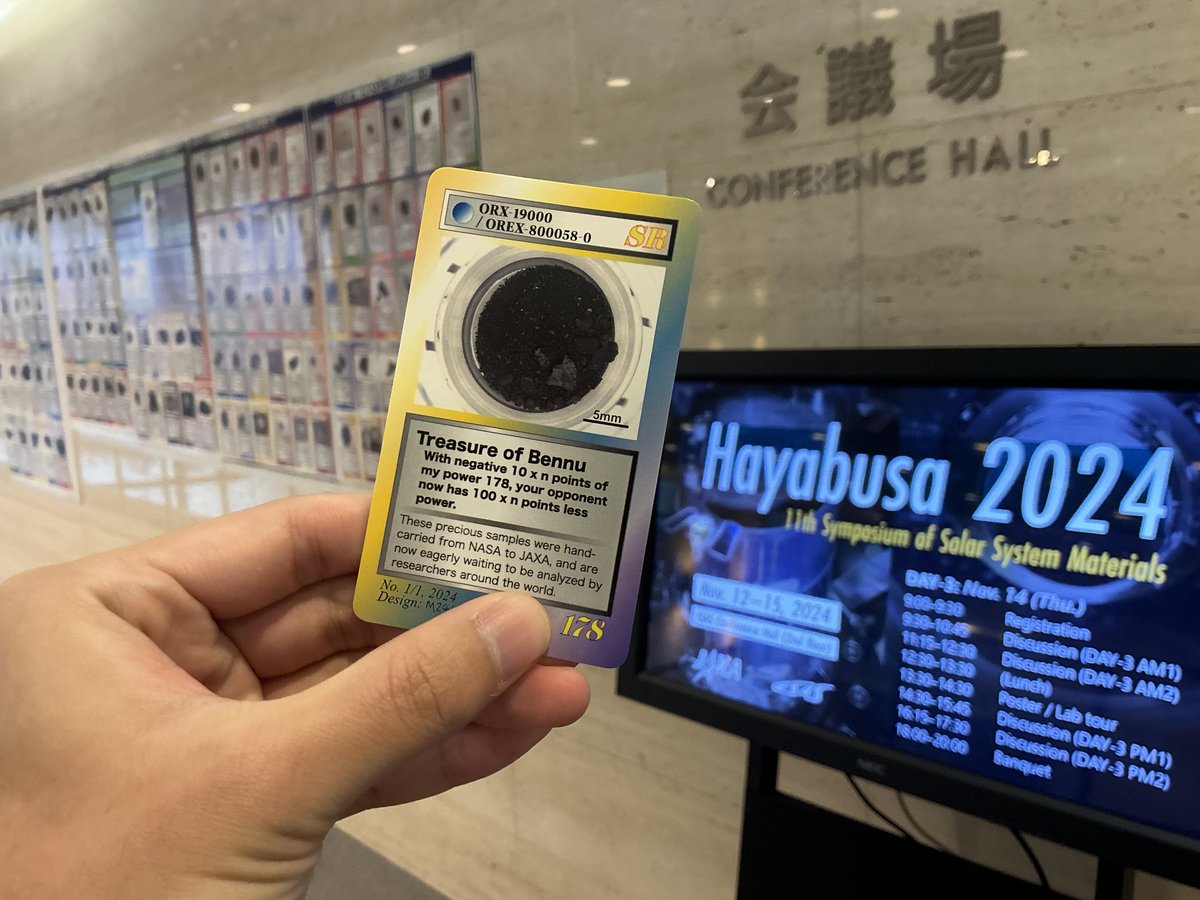 会議場
CONFERENCE HALL
ORX-19000
/ OREX-800058-0
SR
5mm
Treasure of Bennu
With negative 10 x n points of
my power 178, your opponent
now has 100 x n points less
power.
These precious samples were hand-
carried from NASA to JAXA, and are
now eagerly waiting to be analyzed by
researchers around the world.
No. 1/1, 2024
Design:
178
Hayabusa 2024
11th Symposium of Solar System Materials
Nov. 12-15, 2024
DAY-3: Nov. 14 (Thu.)
9:00-9:30 Registration
9:30-10:45 Discussion (DAY-3 AM1)
11:15-12:30 Discussion (DAY-3 AM2)
12:30-13:30 (Lunch)
13:30-14:30 Poster / Lab tour
14:30-15:45 Discussion (DAY-3 PM1)
16:15-17:30 Discussion (DAY-3 PM2)
18:00-20:00 Banquet
NEC